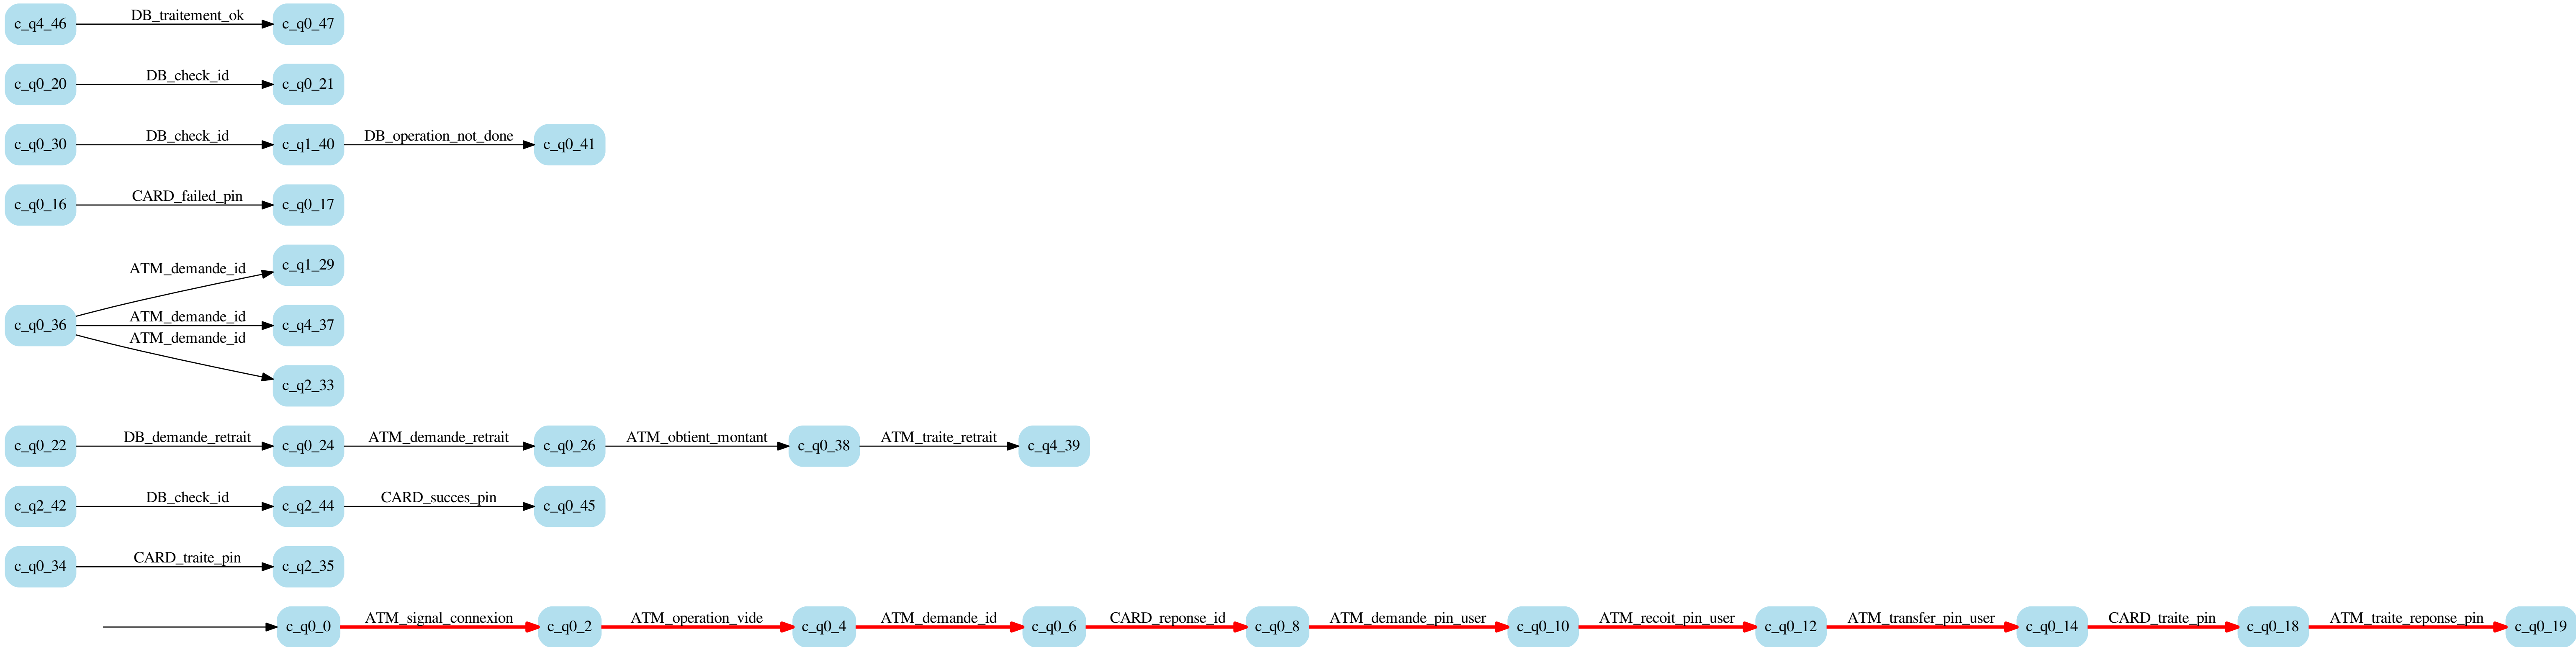 c_q4_46 DB_traitement_ok c_q0_47
c_q0_20 DB_check_id c_q0_21
c_q0_30 DB_check_id c_q1_40 DB_operation_not_done c_q0_41
c_q0_16 CARD_failed_pin c_q0_17
ATM_demande_id c_q1_29
c_q0_36 ATM_demande_id c_q4_37
ATM_demande_id c_q2_33
c_q0_22 DB_demande_retrait c_q0_24 ATM_demande_retrait c_q0_26 ATM_obtient_montant c_q0_38 ATM_traite_retrait c_q4_39
c_q2_42 DB_check_id c_q2_44 CARD_succes_pin c_q0_45
c_q0_34 CARD_traite_pin c_q2_35
c_q0_0 ATM_signal_connexion c_q0_2 ATM_operation_vide c_q0_4 ATM_demande_id c_q0_6 CARD_reponse_id c_q0_8 ATM_demande_pin_user c_q0_10 ATM_recoit_pin_user c_q0_12 ATM_transfer_pin_user c_q0_14 CARD_traite_pin c_q0_18 ATM_traite_reponse_pin c_q0_19